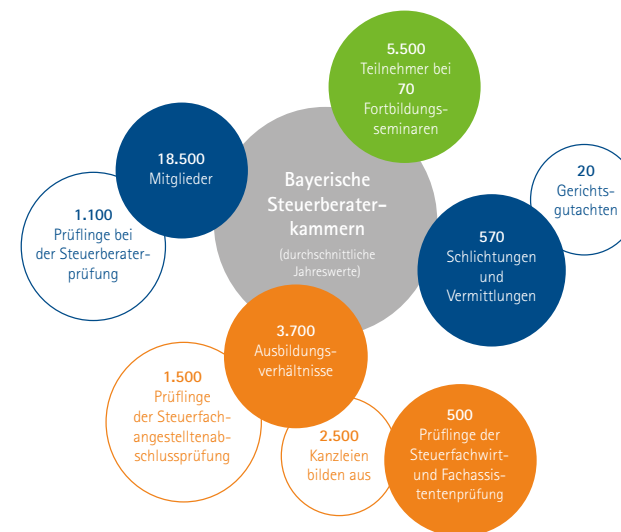 5.500
Teilnehmer bei
70
Fortbildungs-
seminaren
18.500
Mitglieder
Bayerische
Steuerberater-
kammern
(durchschnittliche
Jahreswerte)
20
Gerichts-
gutachten
1.100
Prüflinge bei
der Steuerberater-
prüfung
570
Schlichtungen
und
Vermittlungen
3.700
Ausbildungs-
verhältnisse
1.500
Prüflinge
der Steuerfach-
angestelltenab-
schlussprüfung
2.500
Kanzleien
bilden aus
500
Prüflinge der
Steuerfachwirt-
und Fachassis-
tentenprüfung